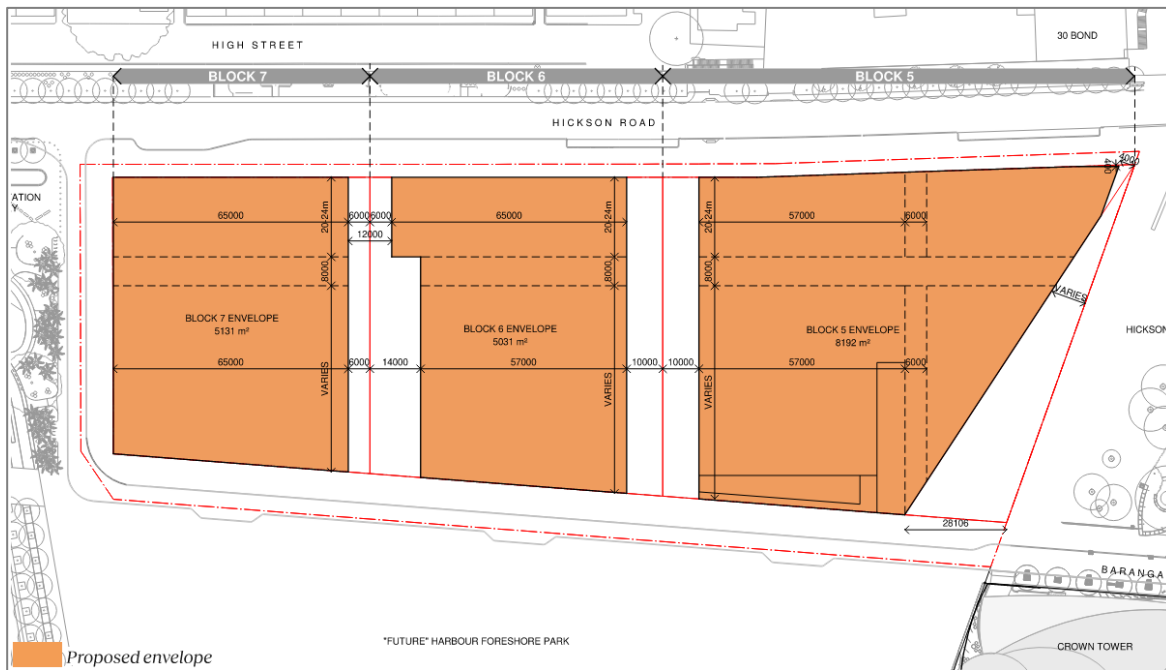 HIGH STREET
30 BOND
BLOCK 7
BLOCK 6
BLOCK 5
HICKSON ROAD
ATION
Y
4000
400
20-24m
20-24m
20-24m
65000
6000
6000
65000
57000
6000
12000
8000
8000
8000
VARIES
BLOCK 7 ENVELOPE
5131 m²
BLOCK 6 ENVELOPE
5031 m²
BLOCK 5 ENVELOPE
8192 m²
HICKSON
65000
6000
14000
57000
10000
10000
57000
6000
VARIES
VARIES
VARIES
28106
BARANGA
"FUTURE" HARBOUR FORESHORE PARK
CROWN TOWER
Proposed envelope